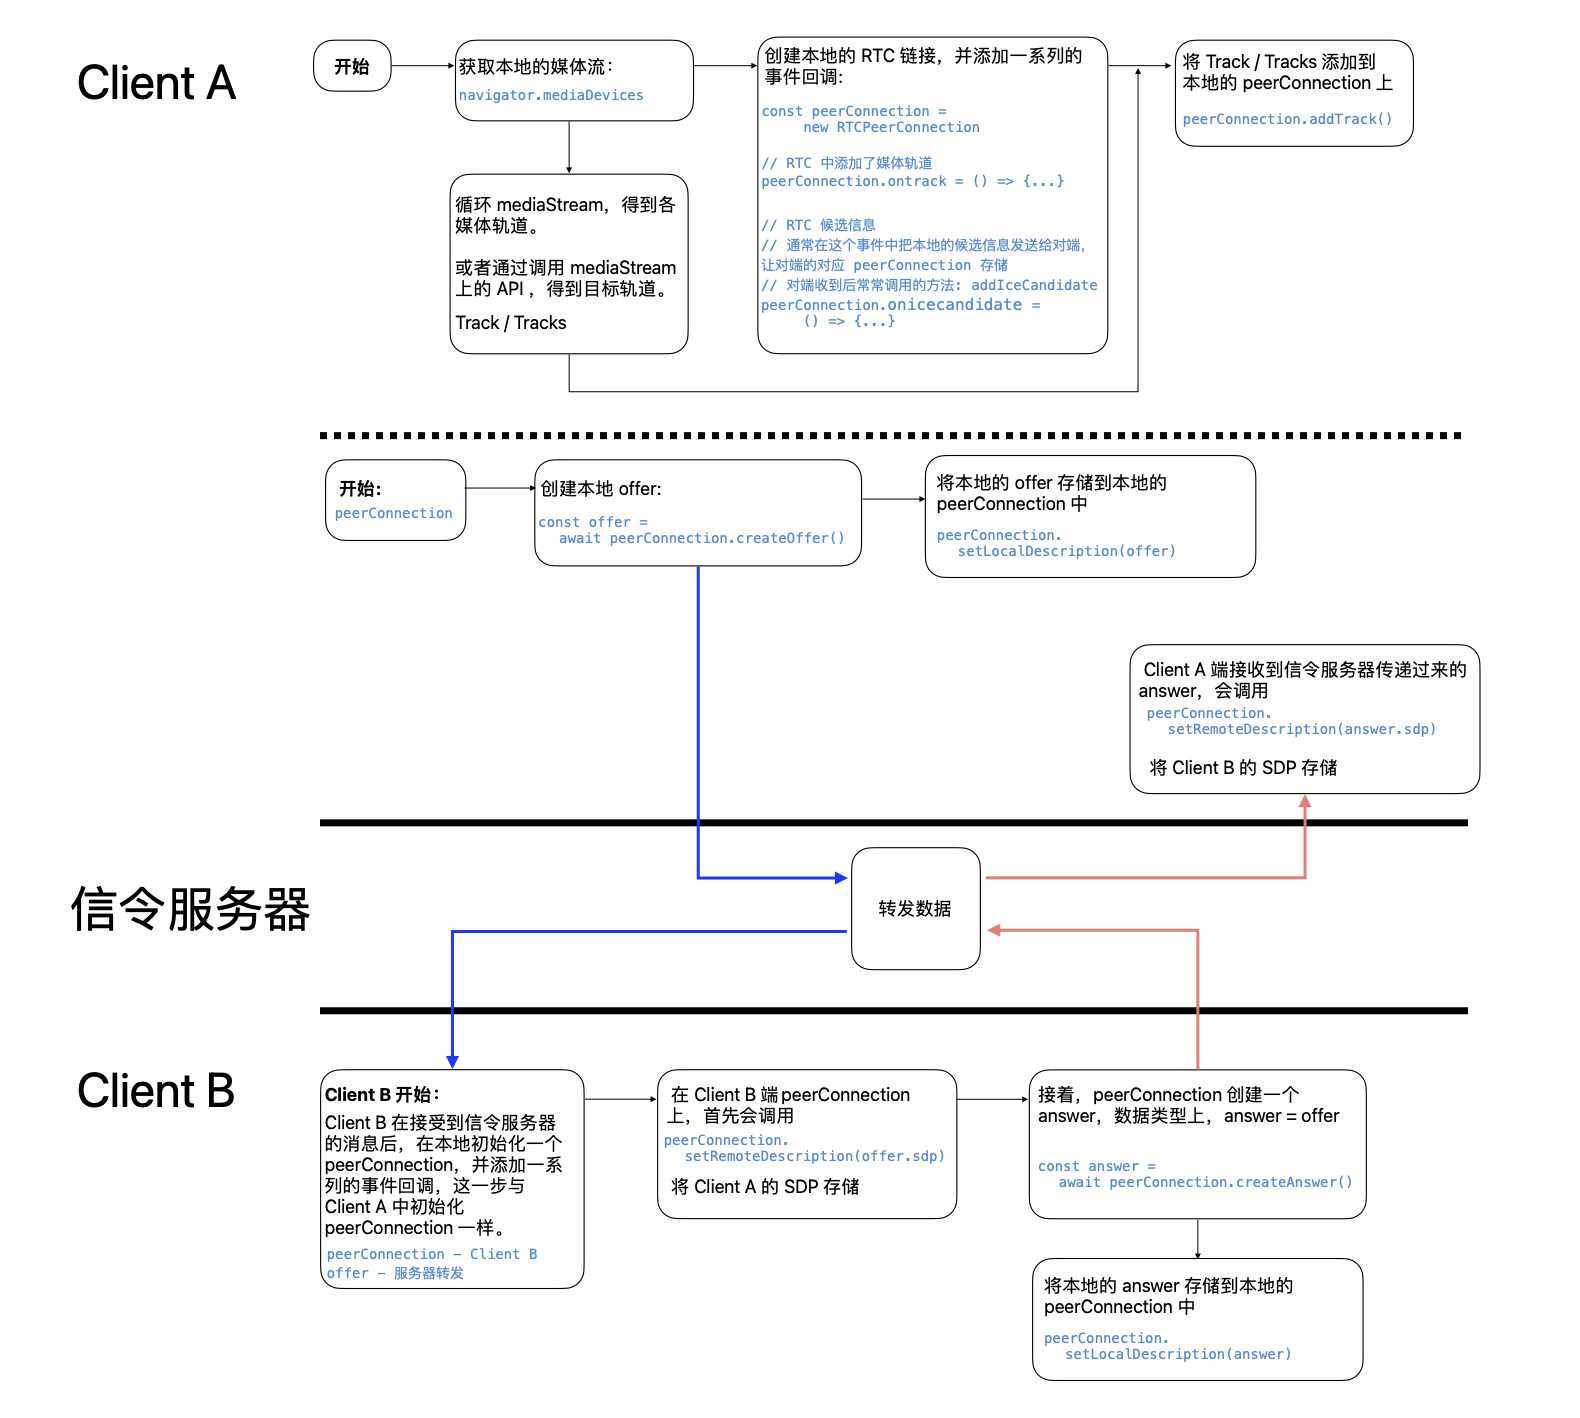 Client A
开始
获取本地的媒体流：
navigator.mediaDevices
循环 mediaStream，得到各
媒体轨道。
或者通过调用 mediaStream
上的 API ，得到目标轨道。
Track / Tracks
创建本地的 RTC 链接，并添加一系列的
事件回调:
const peerConnection =
new RTCPeerConnection
// RTC 中添加了媒体轨道
peerConnection.ontrack = () => {...}
// RTC 候选信息
// 通常在这个事件中把本地的候选信息发送给对端，
让对端的对应 peerConnection 存储
// 对端收到后常常调用的方法: addIceCandidate
peerConnection.onicecandidate =
() => {...}
将 Track / Tracks 添加到
本地的 peerConnection 上
peerConnection.addTrack()
开始:
peerConnection
创建本地 offer:
const offer =
await peerConnection.createOffer()
将本地的 offer 存储到本地的
peerConnection 中
peerConnection.
setLocalDescription(offer)
Client A 端接收到信令服务器传递过来的
answer，会调用
peerConnection.
setRemoteDescription(answer.sdp)
将 Client B 的 SDP 存储
信令服务器
转发数据
Client B
Client B 开始：
Client B 在接受到信令服务器
的消息后，在本地初始化一个
peerConnection，并添加一系
列的事件回调，这一步与
Client A 中初始化
peerConnection 一样。
peerConnection – Client B
offer – 服务器转发
在 Client B 端 peerConnection
上，首先会调用
peerConnection.
setRemoteDescription(offer.sdp)
将 Client A 的 SDP 存储
接着，peerConnection 创建一个
answer，数据类型上，answer = offer
const answer =
await peerConnection.createAnswer()
将本地的 answer 存储到本地的
peerConnection 中
peerConnection.
setLocalDescription(answer)